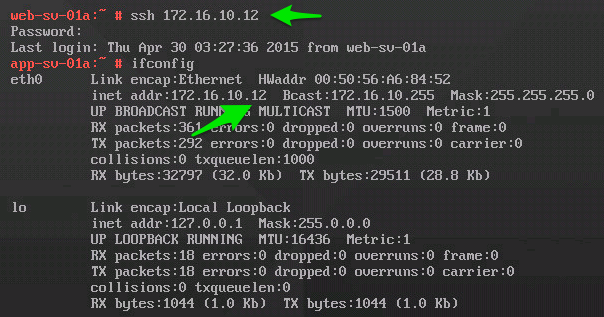 web-sv-01a:~ # ssh 172.16.10.12
Password:
Last login: Thu Apr 30 03:27:36 2015 from web-sv-01a
app-sv-01a:~ # ifconfig
eth0 Link encap:Ethernet HWaddr 00:50:56:A6:84:52
inet addr:172.16.10.12 Bcast:172.16.10.255 Mask:255.255.255.0
UP BROADCAST MULTICAST MTU:1500 Metric:1
RX packets:361 errors:0 dropped:0 overruns:0 frame:0
TX packets:292 errors:0 dropped:0 overruns:0 carrier:0
collisions:0 txqueuelen:1000
RX bytes:32797 (32.0 Kb) TX bytes:29511 (28.8 Kb)
lo Link encap:Local Loopback
inet addr:127.0.0.1 Mask:255.0.0.0
UP LOOPBACK RUNNING MTU:16436 Metric:1
RX packets:18 errors:0 dropped:0 overruns:0 frame:0
TX packets:18 errors:0 dropped:0 overruns:0 carrier:0
collisions:0 txqueuelen:0
RX bytes:1044 (1.0 Kb) TX bytes:1044 (1.0 Kb)